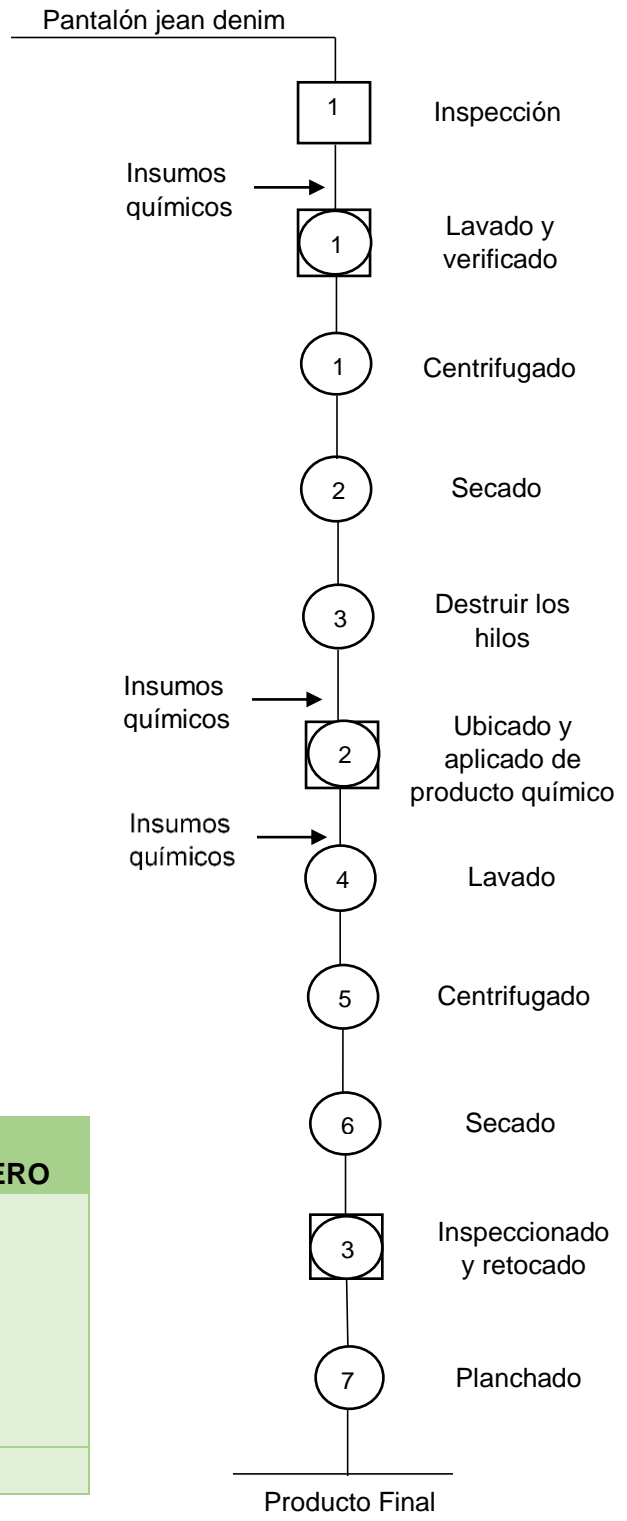 Pantalón jean denim
1
Inspección
Insumos
químicos
1
Lavado y
verificado
1
Centrifugado
2
Secado
3
Destruir los
hilos
Insumos
químicos
2
Ubicado y
aplicado de
producto químico
Insumos
químicos
4
Lavado
5
Centrifugado
6
Secado
3
Inspeccionado
y retocado
7
Planchado
Producto Final